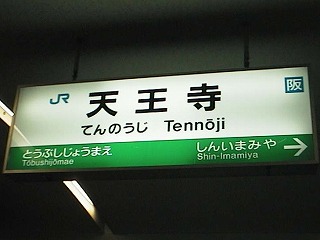 JR 天王寺 阪
てんのうじ Tennōji
とうぶしじょうまえ しんいまみや →
Tōbushijōmae Shin-Imamiya